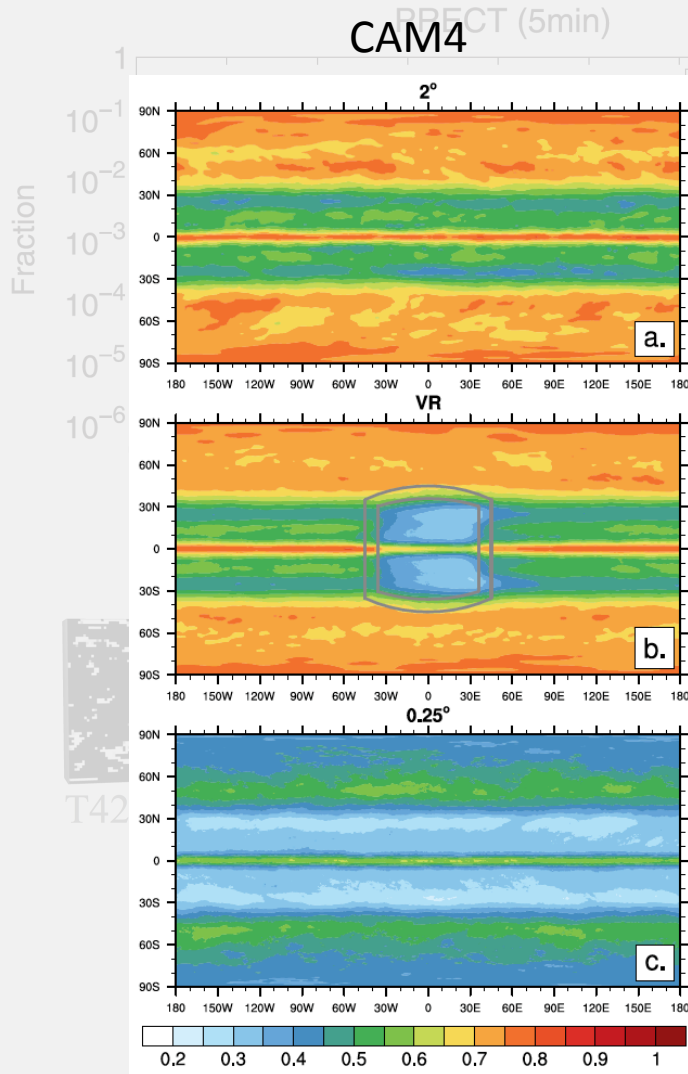 PRECT (5min)
CAM4
1
2°
90N
10⁻¹
60N
10⁻²
30N
Fraction
10⁻³
0
30S
10⁻⁴
60S
a.
10⁻⁵
90S
180 150W 120W 90W 60W 30W 0 30E 60E 90E 120E 150E 180
VR
10⁻⁶
90N
60N
30N
0
30S
60S
b.
90S
180 150W 120W 90W 60W 30W 0 30E 60E 90E 120E 150E 180
0.25°
90N
60N
T42
30N
0
30S
60S
c.
90S
180 150W 120W 90W 60W 30W 0 30E 60E 90E 120E 150E 180
0.2 0.3 0.4 0.5 0.6 0.7 0.8 0.9 1